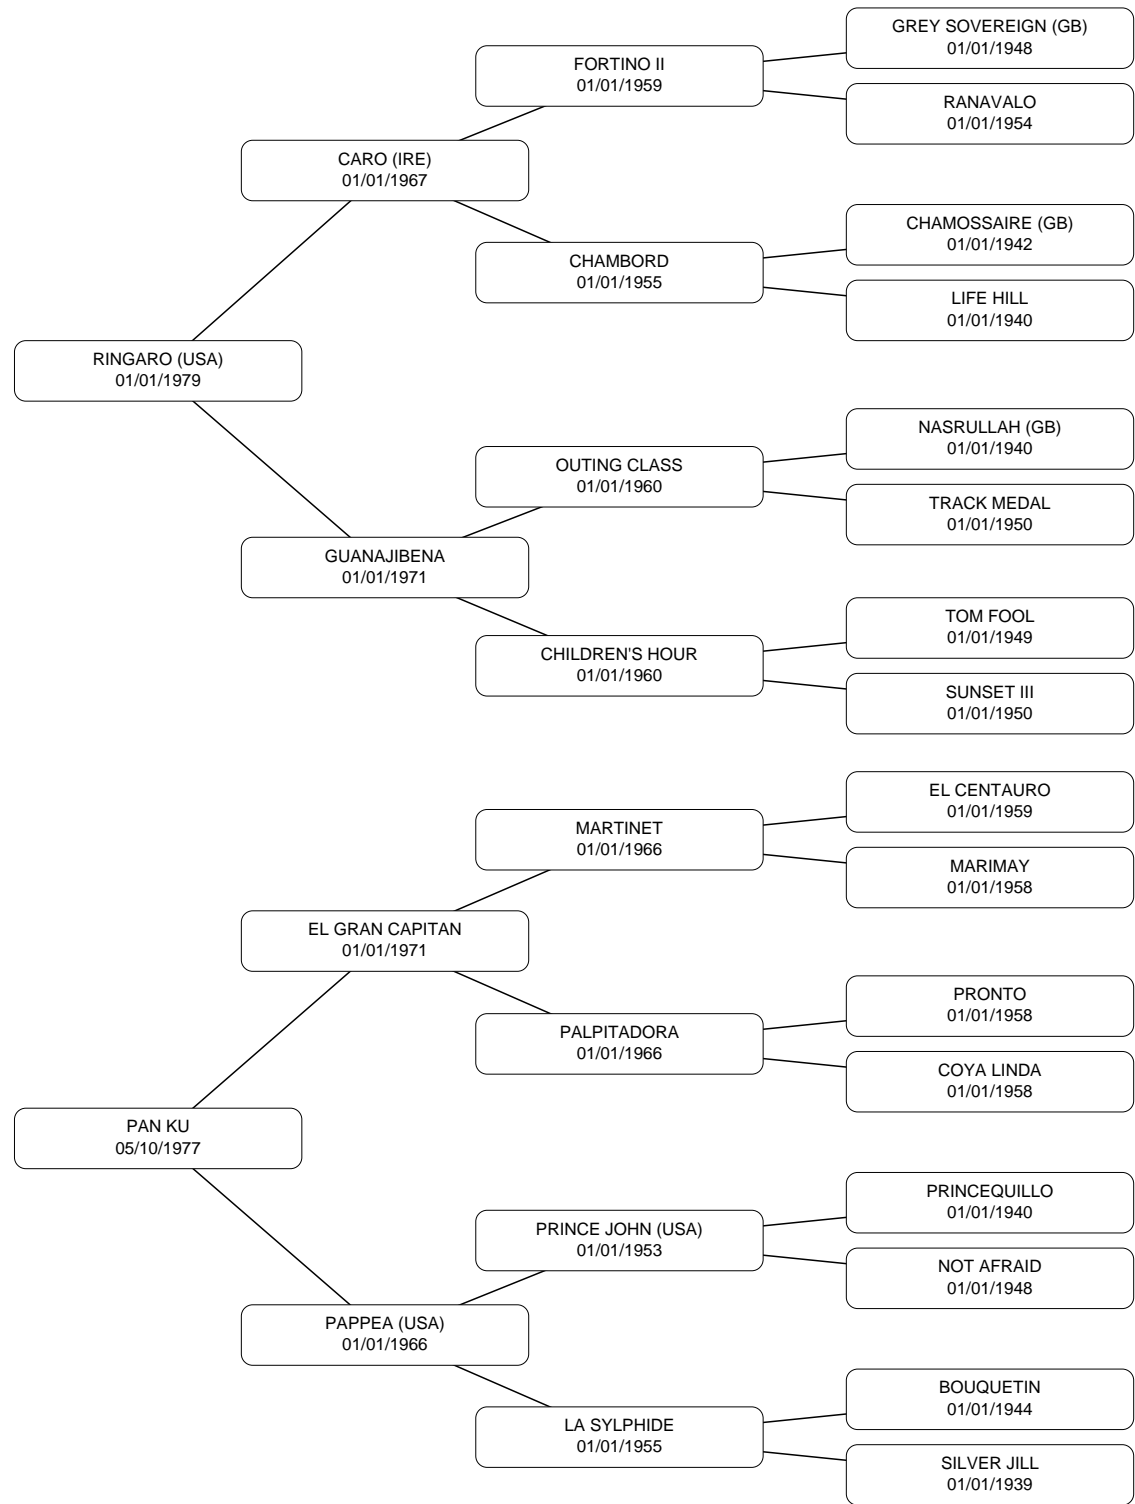 GREY SOVEREIGN (GB)
01/01/1948
FORTINO II
01/01/1959
RANAVALO
01/01/1954
CARO (IRE)
01/01/1967
CHAMOSSAIRE (GB)
01/01/1942
CHAMBORD
01/01/1955
LIFE HILL
01/01/1940
RINGARO (USA)
01/01/1979
NASRULLAH (GB)
01/01/1940
OUTING CLASS
01/01/1960
TRACK MEDAL
01/01/1950
GUANAJIBENA
01/01/1971
TOM FOOL
01/01/1949
CHILDREN'S HOUR
01/01/1960
SUNSET III
01/01/1950
EL CENTAURO
01/01/1959
MARTINET
01/01/1966
MARIMAY
01/01/1958
EL GRAN CAPITAN
01/01/1971
PRONTO
01/01/1958
PALPITADORA
01/01/1966
COYA LINDA
01/01/1958
PAN KU
05/10/1977
PRINCEQUILLO
01/01/1940
PRINCE JOHN (USA)
01/01/1953
NOT AFRAID
01/01/1948
PAPPEA (USA)
01/01/1966
BOUQUETIN
01/01/1944
LA SYLPHIDE
01/01/1955
SILVER JILL
01/01/1939